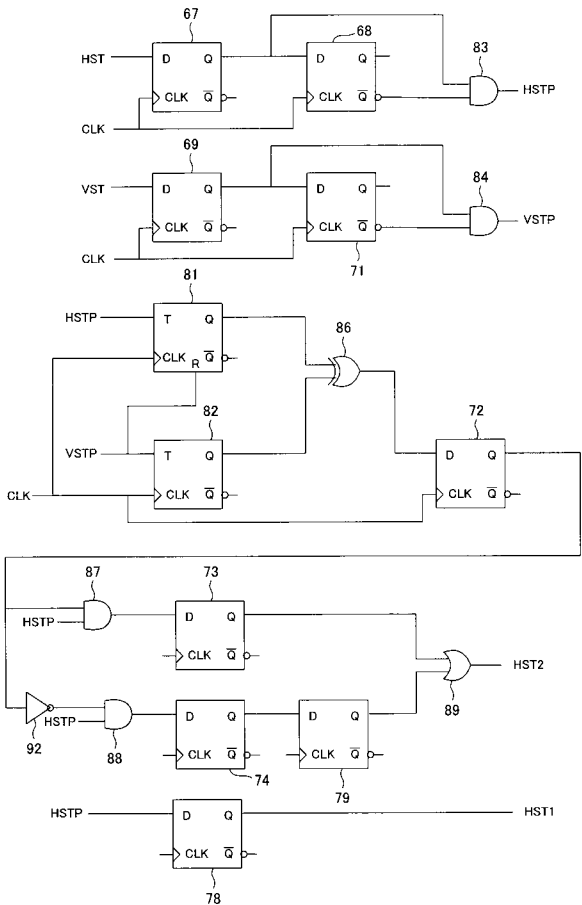 67
68
83
HST
D Q
D Q
CLK Q̅
CLK Q̅
HSTP
CLK
69
84
VST
D Q
D Q
CLK Q̅
CLK Q̅
VSTP
CLK
71
81
HSTP
T Q
86
CLK R Q̅
82
72
VSTP
T Q
D Q
CLK
CLK Q̅
CLK Q̅
87
73
HSTP
D Q
CLK Q̅
HST2
89
HSTP
D Q
D Q
92
88
CLK Q̅
CLK Q̅
74
79
HSTP
D Q
HST1
CLK Q̅
78